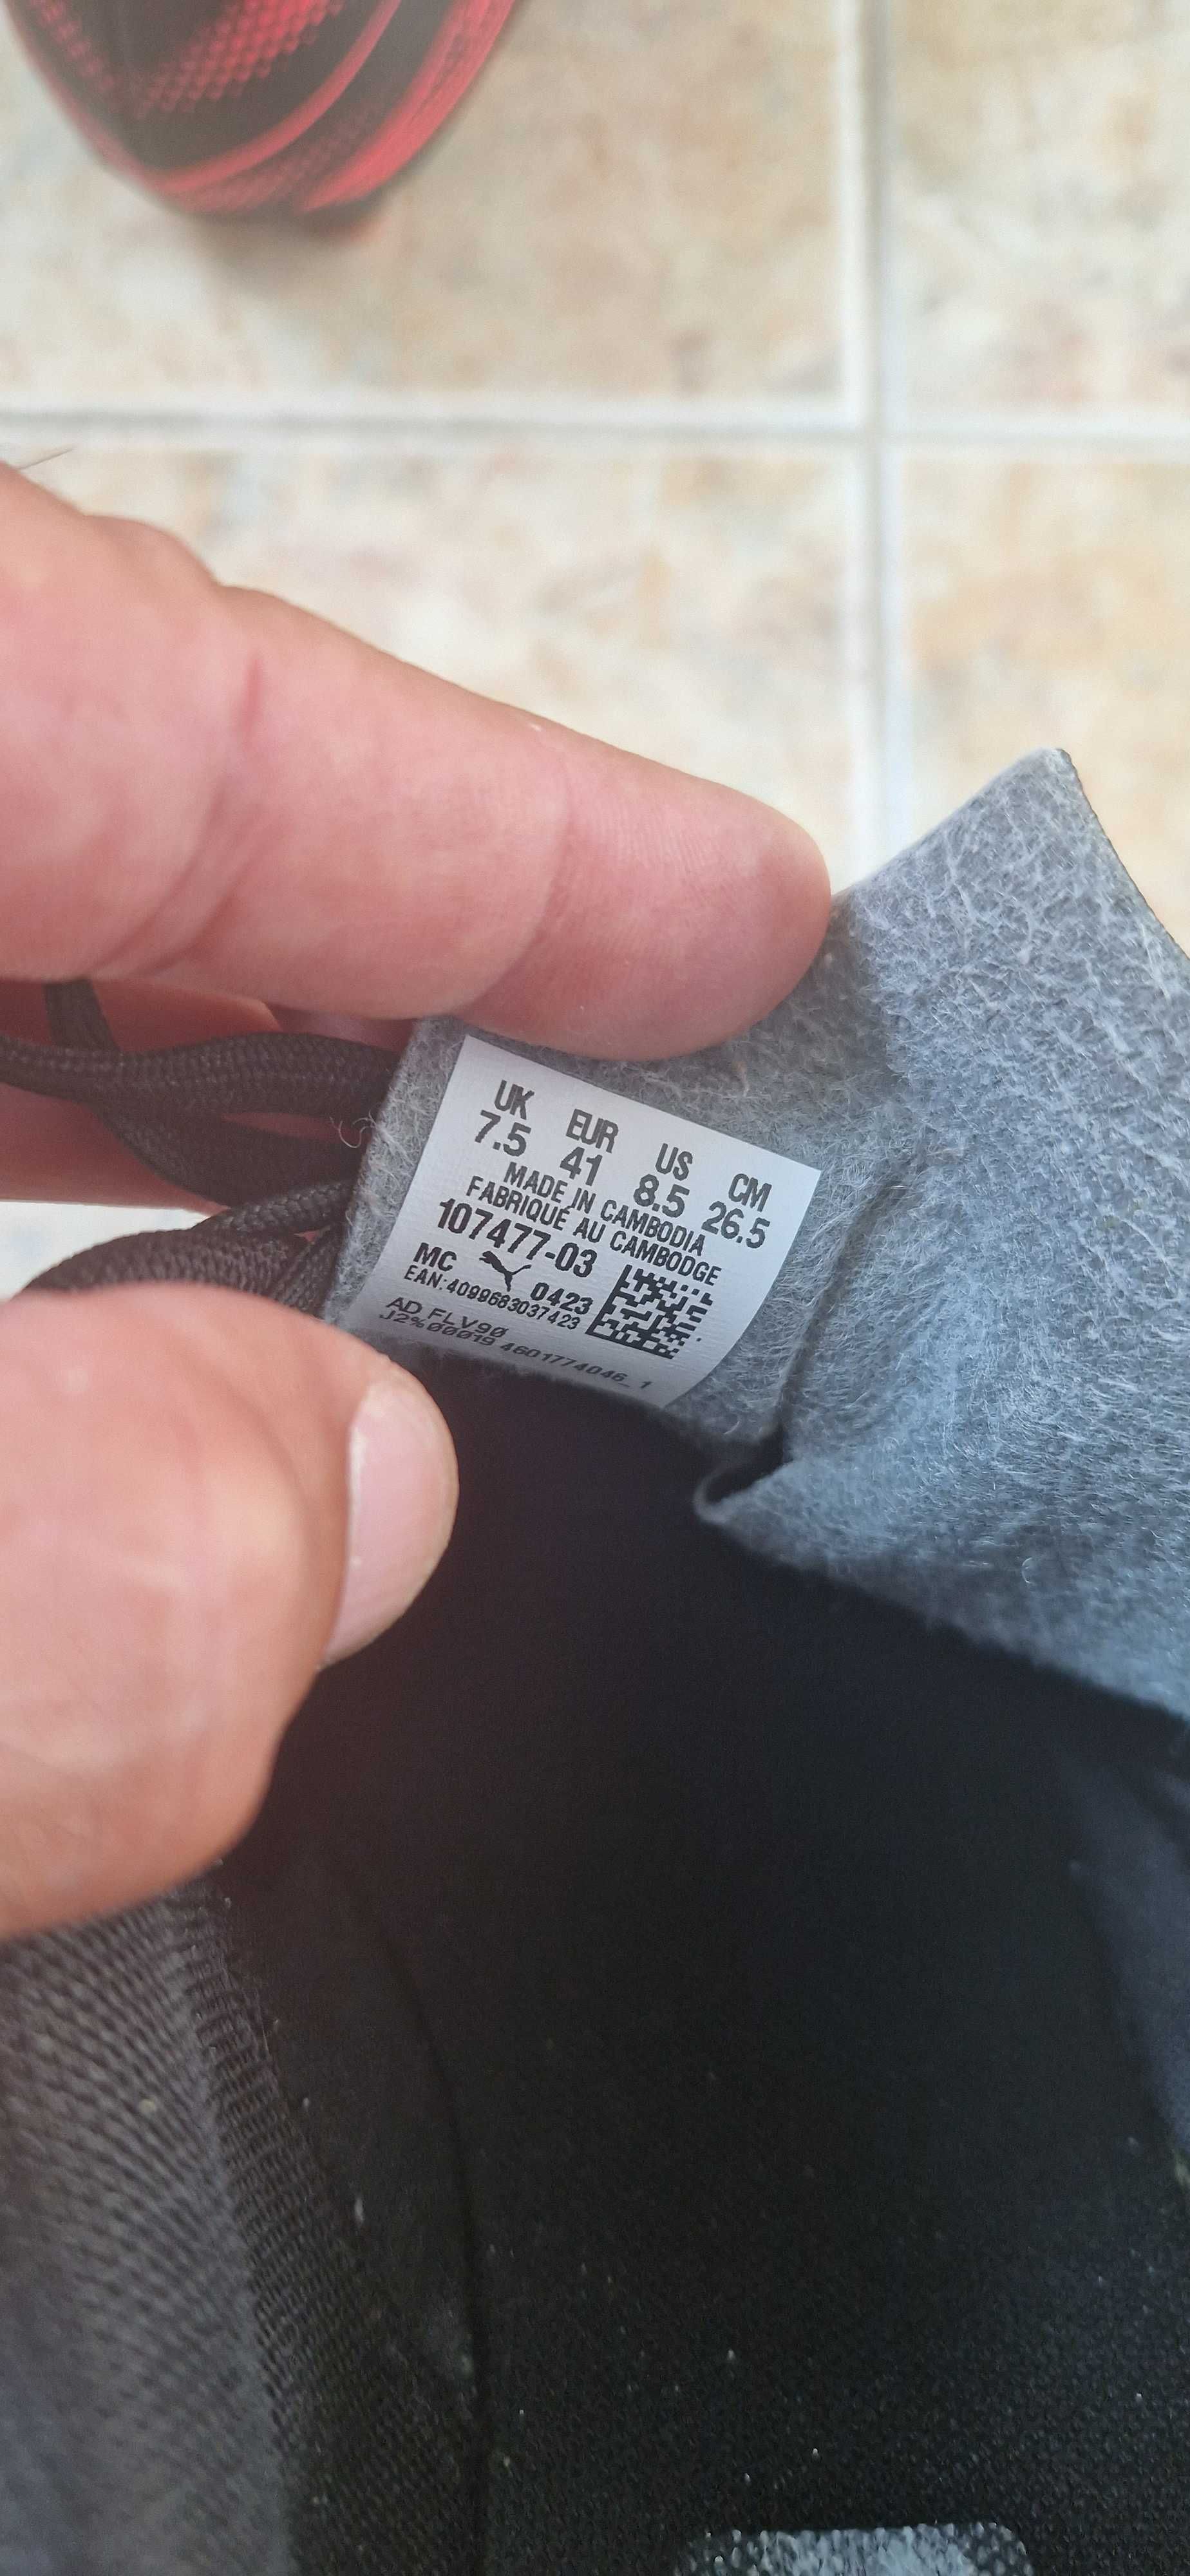 UK EUR US CM
7.5 41 8.5 26.5
MADE IN CAMBODIA
FABRIQUÉ AU CAMBODGE
107477-03
MC 0423
EAN:4099683037423
AD FLV90
J2%00019 4601774046_1